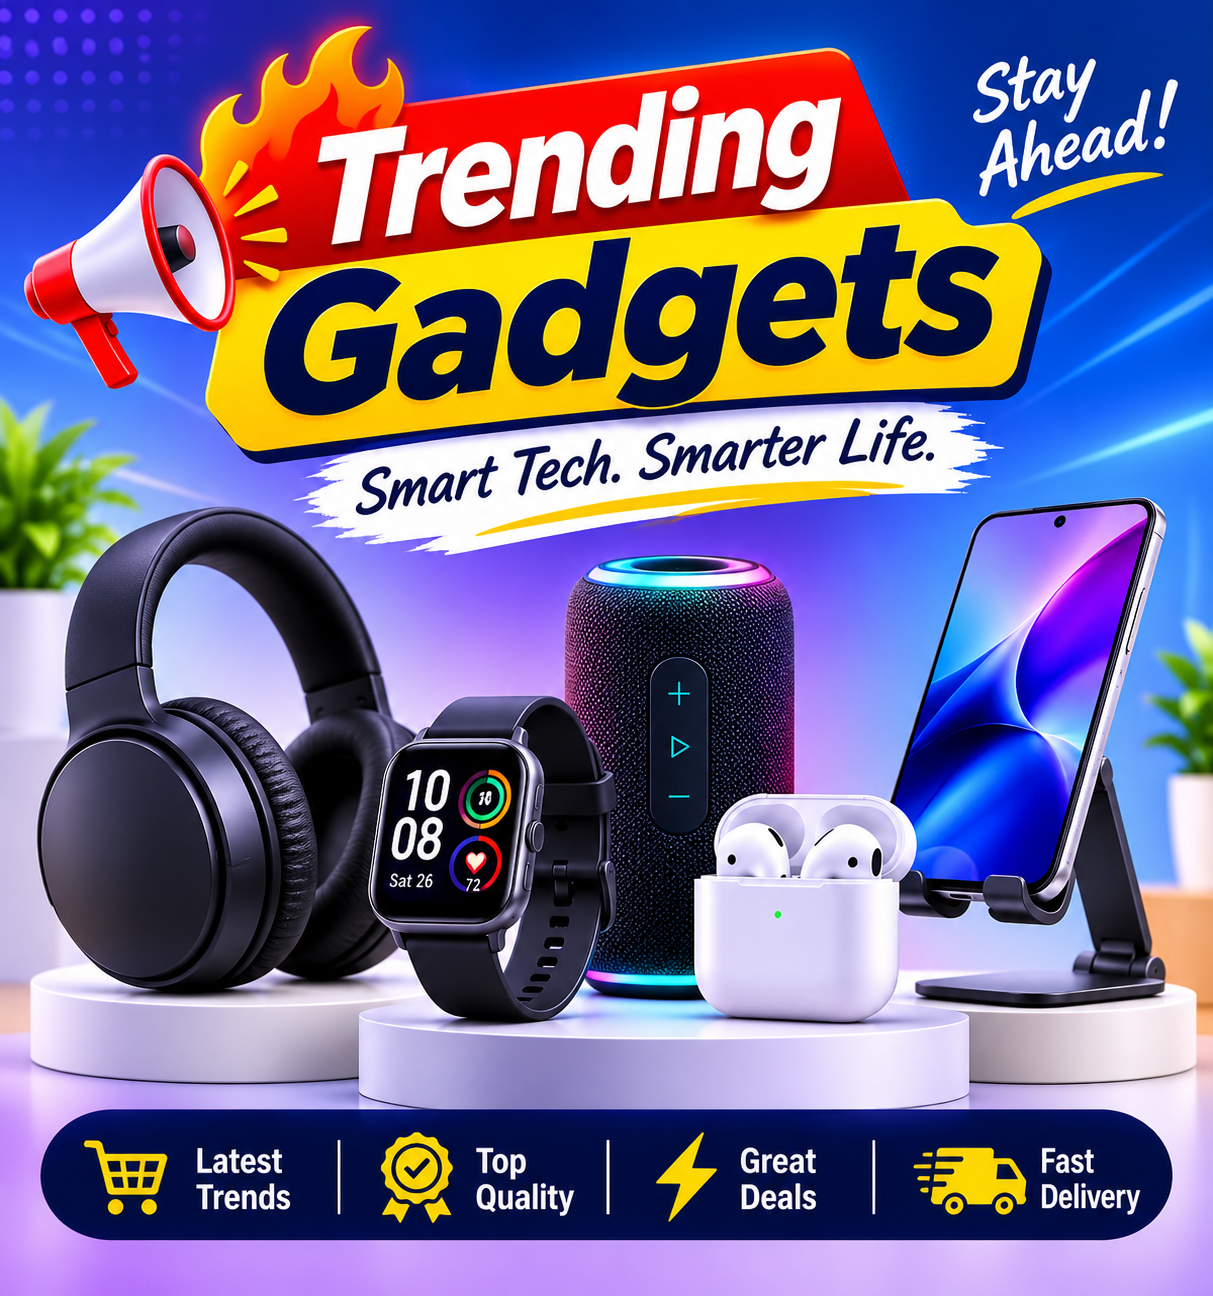 Trending
Gadgets
Stay
Ahead!
Smart Tech. Smarter Life.
10
08
Sat 26
72
Latest
Trends
Top
Quality
Great
Deals
Fast
Delivery